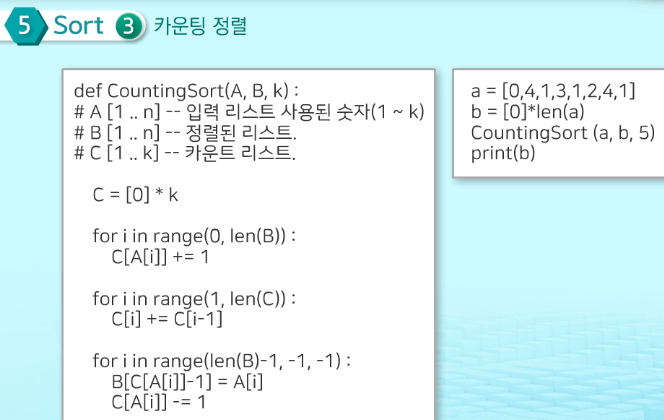 5 Sort 3 카운팅 정렬
def CountingSort(A, B, k) :
# A [1 .. n] -- 입력 리스트 사용된 숫자(1 ~ k)
# B [1 .. n] -- 정렬된 리스트.
# C [1 .. k] -- 카운트 리스트.
C = [0] * k
for i in range(0, len(B)) :
C[A[i]] += 1
for i in range(1, len(C)) :
C[i] += C[i-1]
for i in range(len(B)-1, -1, -1) :
B[C[A[i]]-1] = A[i]
C[A[i]] -= 1
a = [0,4,1,3,1,2,4,1]
b = [0]*len(a)
CountingSort (a, b, 5)
print(b)